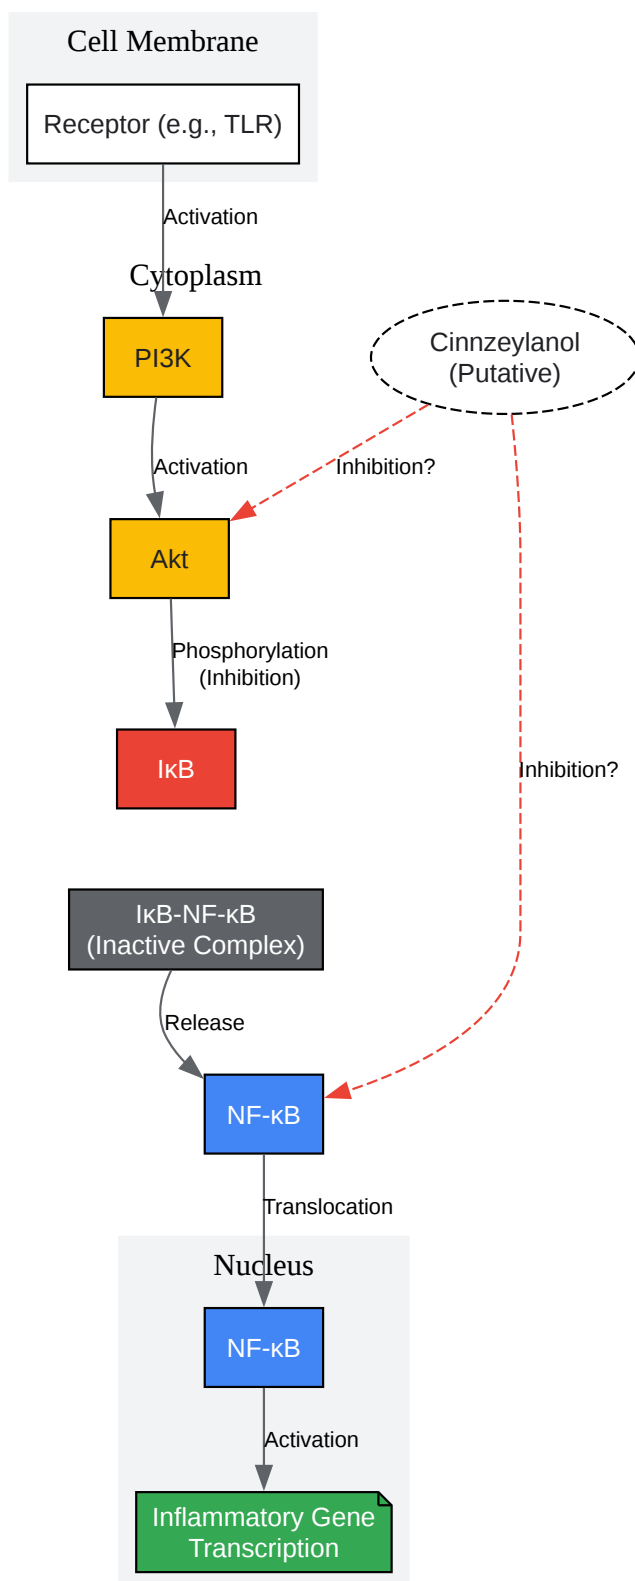 Cell Membrane
Receptor (e.g., TLR)
Activation
Cytoplasm
PI3K
Cinnzeylanol
(Putative)
Activation
Inhibition?
Akt
Phosphorylation
(Inhibition)
IκB
Inhibition?
IκB-NF-κB
(Inactive Complex)
Release
NF-κB
Translocation
Nucleus
NF-κB
Activation
Inflammatory Gene
Transcription